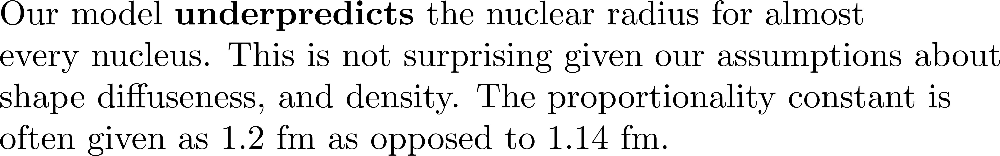 Our model underpredicts the nuclear radius for almost
every nucleus. This is not surprising given our assumptions about
shape diffuseness, and density. The proportionality constant is
often given as 1.2 fm as opposed to 1.14 fm.